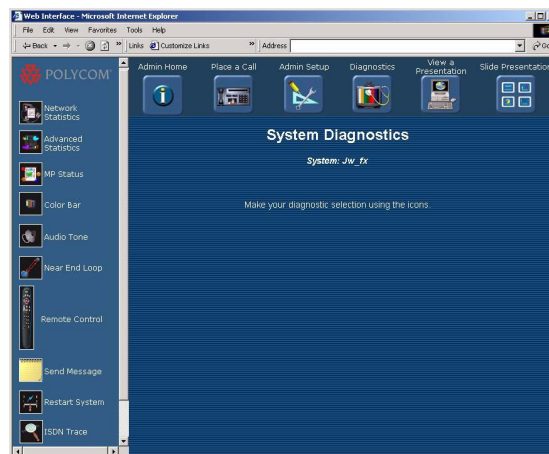 Web Interface - Microsoft Internet Explorer
File Edit View Favorites Tools Help
Back Links Customize Links Address Go
POLYCOM
Admin Home Place a Call Admin Setup Diagnostics View a Presentation Slide Presentation
Network
Statistics
Advanced
Statistics
MP Status
Color Bar
Audio Tone
Near End Loop
Remote Control
Send Message
Restart System
ISDN Trace
System Diagnostics
System: Jw_fx
Make your diagnostic selection using the icons.